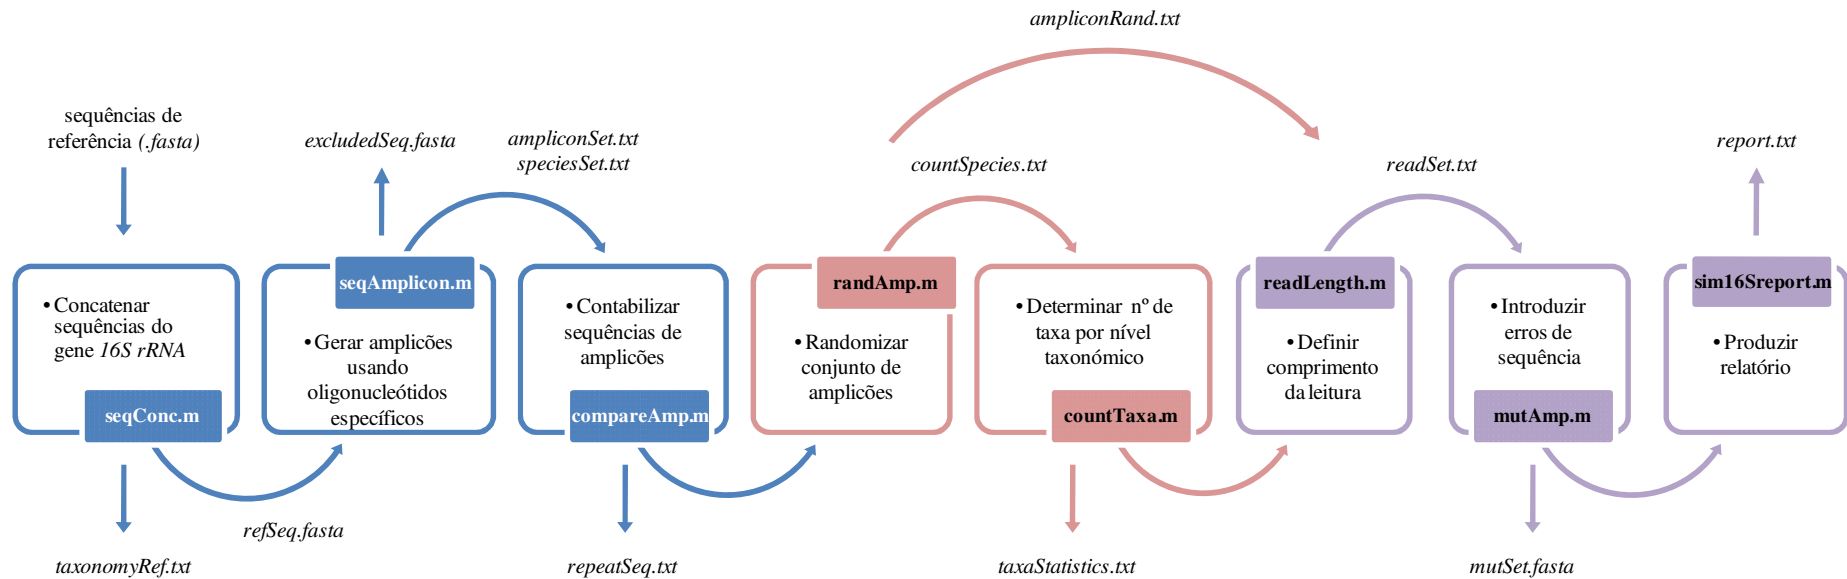 ampliconRand.txt
sequências de
referência (.fasta)
excludedSeq.fasta
ampliconSet.txt
speciesSet.txt
countSpecies.txt
readSet.txt
report.txt
• Concatenar
sequências do
gene 16S rRNA
seqConc.m
seqAmplicon.m
• Gerar amplicões
usando
oligonucleótidos
específicos
• Contabilizar
sequências de
amplicões
compareAmp.m
randAmp.m
• Randomizar
conjunto de
amplicões
• Determinar nº de
taxa por nível
taxonómico
countTaxa.m
readLength.m
• Definir
comprimento
da leitura
• Introduzir
erros de
sequência
mutAmp.m
sim16Sreport.m
• Produzir
relatório
refSeq.fasta
taxonomyRef.txt
repeatSeq.txt
taxaStatistics.txt
mutSet.fasta